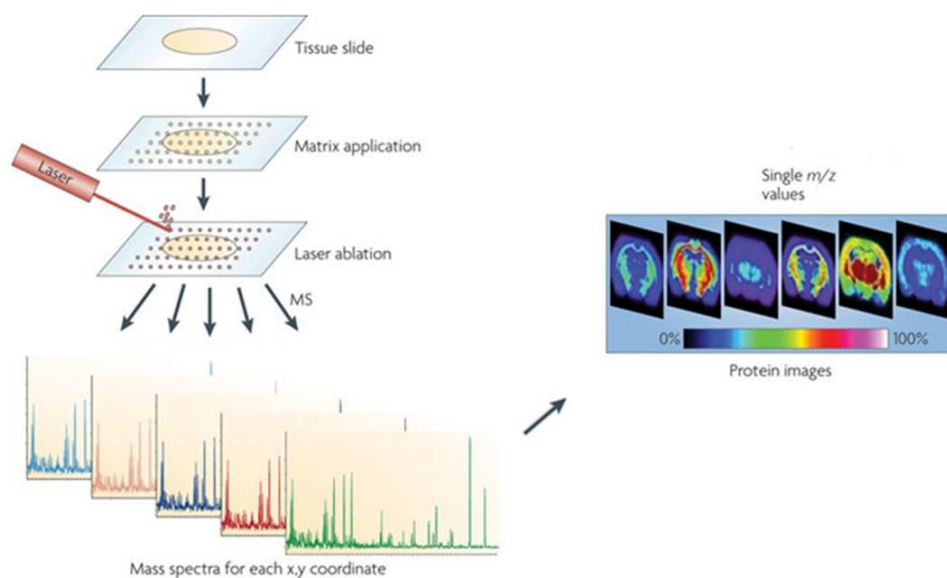 Tissue slide
Matrix application
Laser
Laser ablation
MS
Mass spectra for each x,y coordinate
Single m/z
values
0%
100%
Protein images